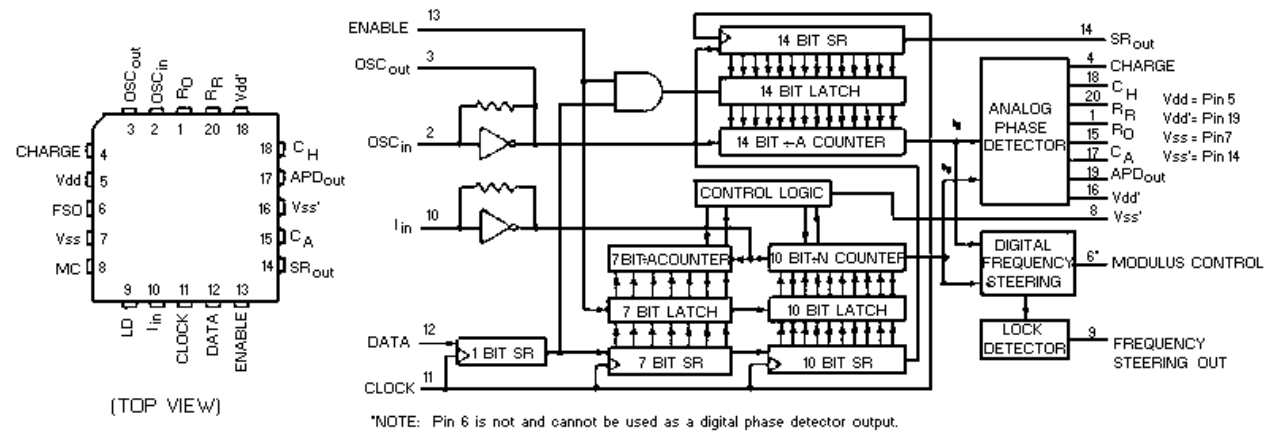 OSCout OSCin RO RR Vdd'
3 2 1 20 18
CHARGE 4
Vdd 5
FSO 6
Vss 7
MC 8
18 CH
17 APDout
16 Vss'
15 CA
14 SRout
9 10 11 12 13
LD Iin CLOCK DATA ENABLE
(TOP VIEW)
ENABLE 13
OSCout 3
OSCin 2
Iin 10
DATA 12
CLOCK 11
14 BIT SR
14 BIT LATCH
14 BIT ÷A COUNTER
CONTROL LOGIC
7BIT÷ACOUNTER
10 BIT÷N COUNTER
7 BIT LATCH
10 BIT LATCH
1 BIT SR
7 BIT SR
10 BIT SR
ANALOG
PHASE
DETECTOR
DIGITAL
FREQUENCY
STEERING
LOCK
DETECTOR
14 SRout
4 CHARGE
18 CH
20 RR
1 RO
15 CA
17 APDout
19 Vdd'
16 Vss'
8 MODULUS CONTROL
6* FREQUENCY
STEERING OUT
9
Vdd = Pin 5
Vdd'= Pin 19
Vss = Pin7
Vss'= Pin 14
*NOTE: Pin 6 is not and cannot be used as a digital phase detector output.